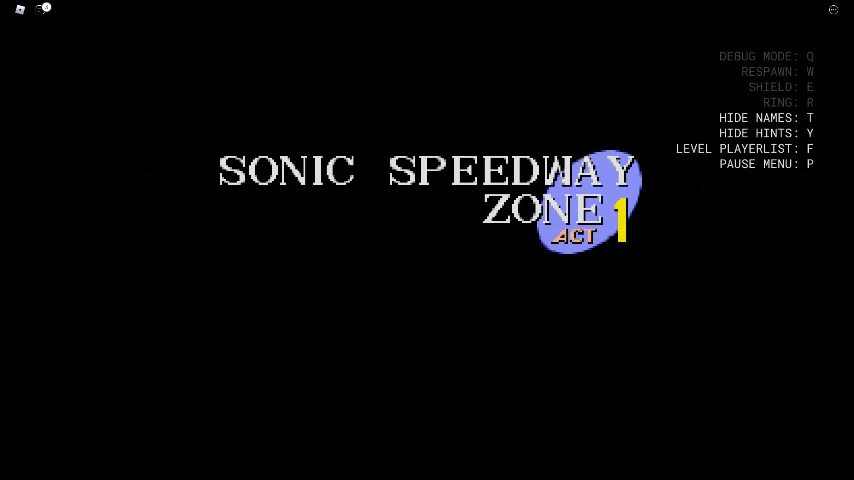 DEBUG MODE: Q
RESPAWN: W
SHIELD: E
RING: R
HIDE NAMES: T
HIDE HINTS: Y
LEVEL PLAYERLIST: F
PAUSE MENU: P
SONIC SPEEDWAY
ZONE 1
ACT